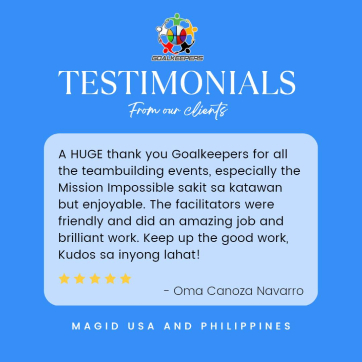 GOALKEEPERS
TESTIMONIALS
From our clients
A HUGE thank you Goalkeepers for all
the teambuilding events, especially the
Mission Impossible sakit sa katawan
but enjoyable. The facilitators were
friendly and did an amazing job and
brilliant work. Keep up the good work,
Kudos sa inyong lahat!
- Oma Canoza Navarro
MAGID USA AND PHILIPPINES